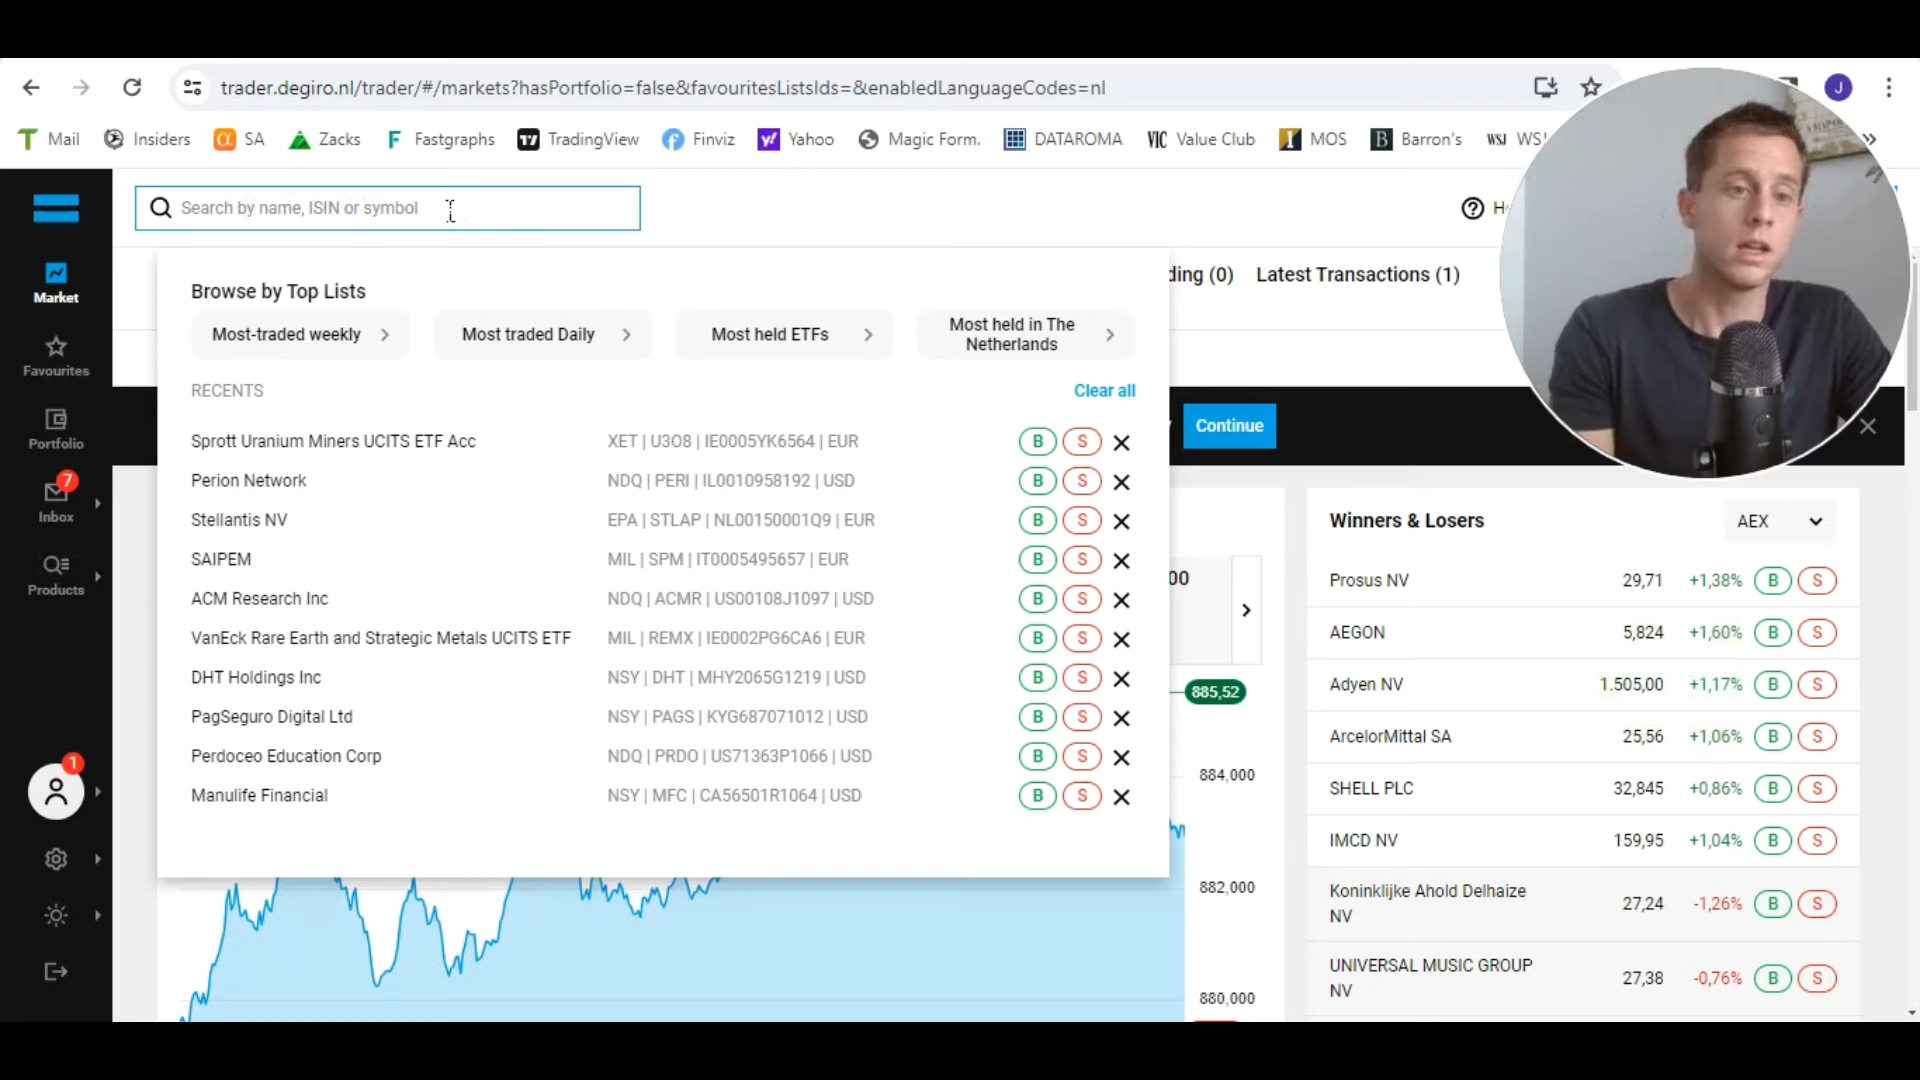 trader.degiro.nl/trader/#/markets?hasPortfolio=false&favouritesListsIds=&enabledLanguageCodes=nl
J
Mail Insiders SA Zacks Fastgraphs TradingView Finviz Yahoo Magic Form. DATAROMA VIC Value Club MOS Barron's WSJ
Search by name, ISIN or symbol
Market
Favourites
Portfolio
7
Inbox
Products
1
Browse by Top Lists
Most-traded weekly
Most traded Daily
Most held ETFs
Most held in The Netherlands
RECENTS
Clear all
Sprott Uranium Miners UCITS ETF Acc XET | U3O8 | IE0005YK6564 | EUR B S
Perion Network NDQ | PERI | IL0010958192 | USD B S
Stellantis NV EPA | STLAP | NL00150001Q9 | EUR B S
SAIPEM MIL | SPM | IT0005495657 | EUR B S
ACM Research Inc NDQ | ACMR | US00108J1097 | USD B S
VanEck Rare Earth and Strategic Metals UCITS ETF MIL | REMX | IE0002PG6CA6 | EUR B S
DHT Holdings Inc NSY | DHT | MHY2065G1219 | USD B S
PagSeguro Digital Ltd NSY | PAGS | KYG687071012 | USD B S
Perdoceo Education Corp NDQ | PRDO | US71363P1066 | USD B S
Manulife Financial NSY | MFC | CA56501R1064 | USD B S
(0) Latest Transactions (1)
Continue
00
885,52
884,000
882,000
880,000
Winners & Losers AEX
Prosus NV 29,71 +1,38% B S
AEGON 5,824 +1,60% B S
Adyen NV 1.505,00 +1,17% B S
ArcelorMittal SA 25,56 +1,06% B S
SHELL PLC 32,845 +0,86% B S
IMCD NV 159,95 +1,04% B S
Koninklijke Ahold Delhaize
NV 27,24 -1,26% B S
UNIVERSAL MUSIC GROUP
NV 27,38 -0,76% B S